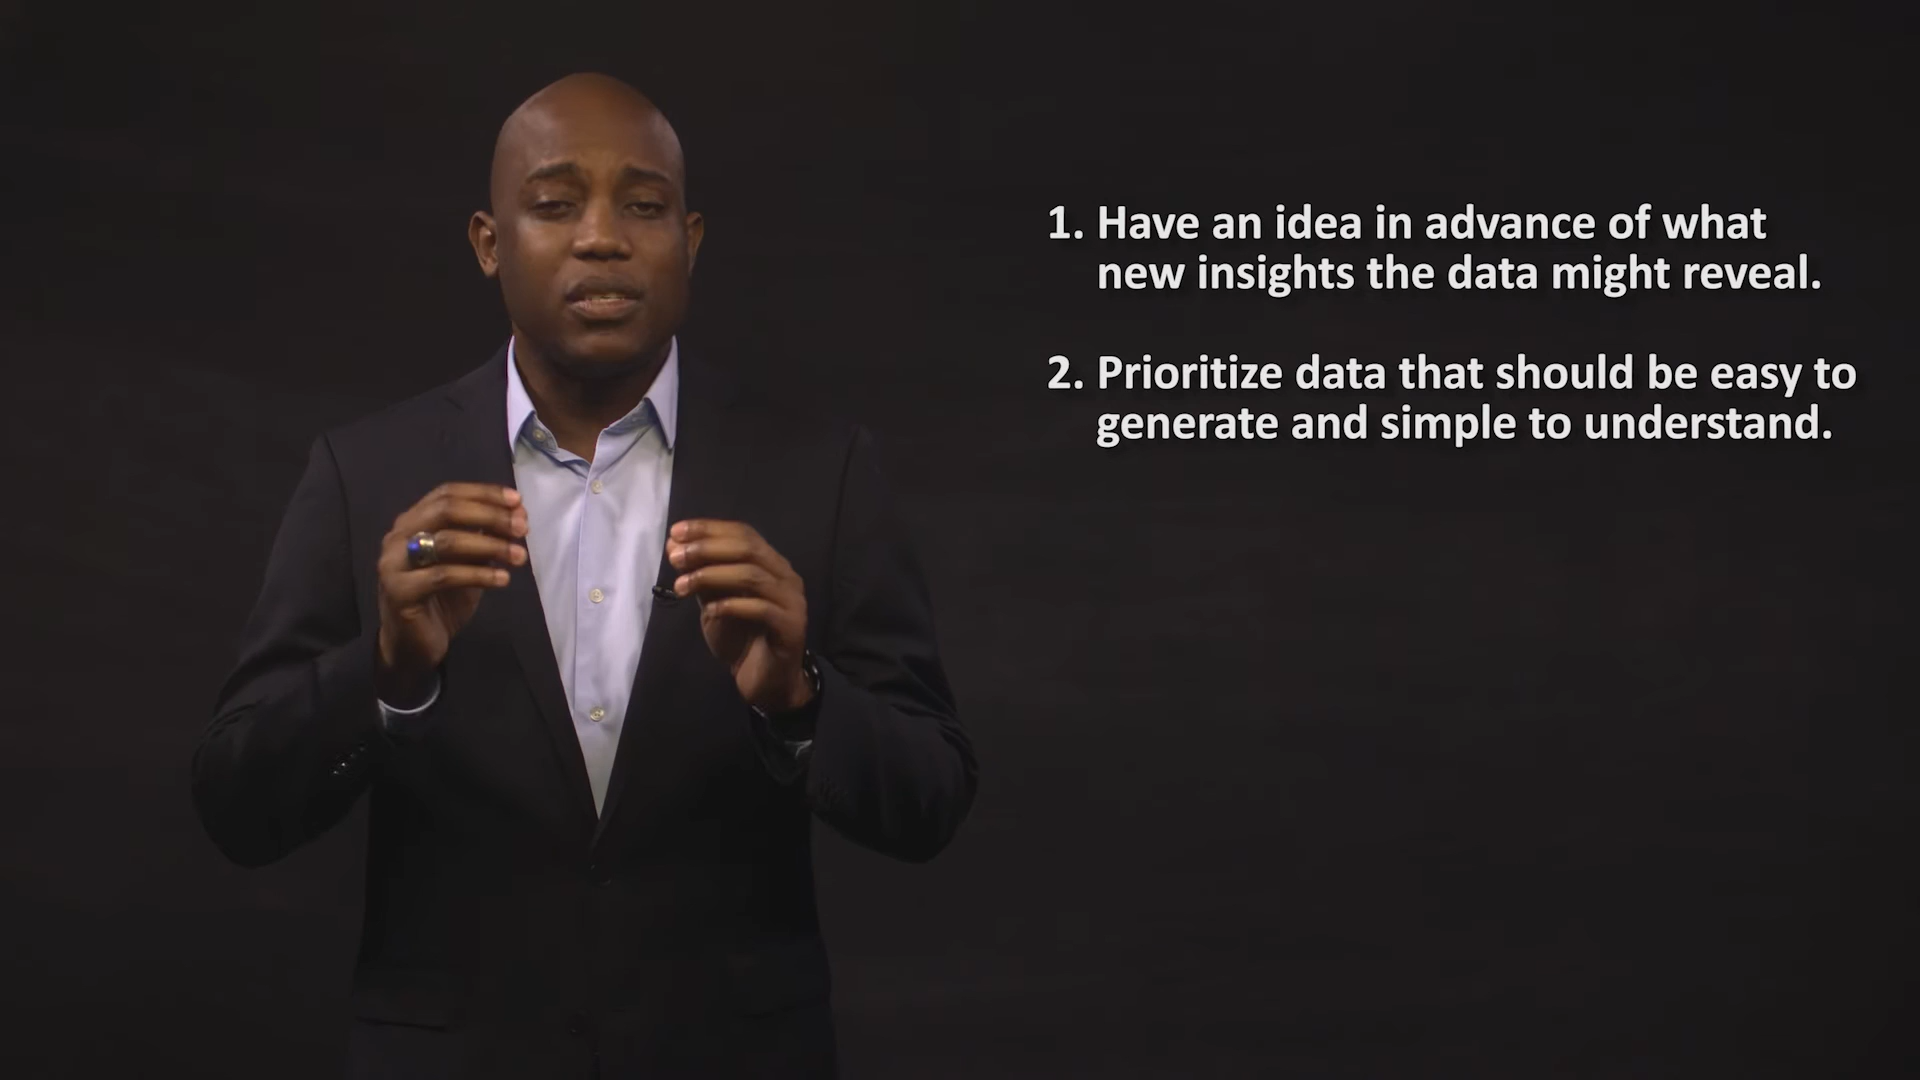 1. Have an idea in advance of what
new insights the data might reveal.
2. Prioritize data that should be easy to
generate and simple to understand.